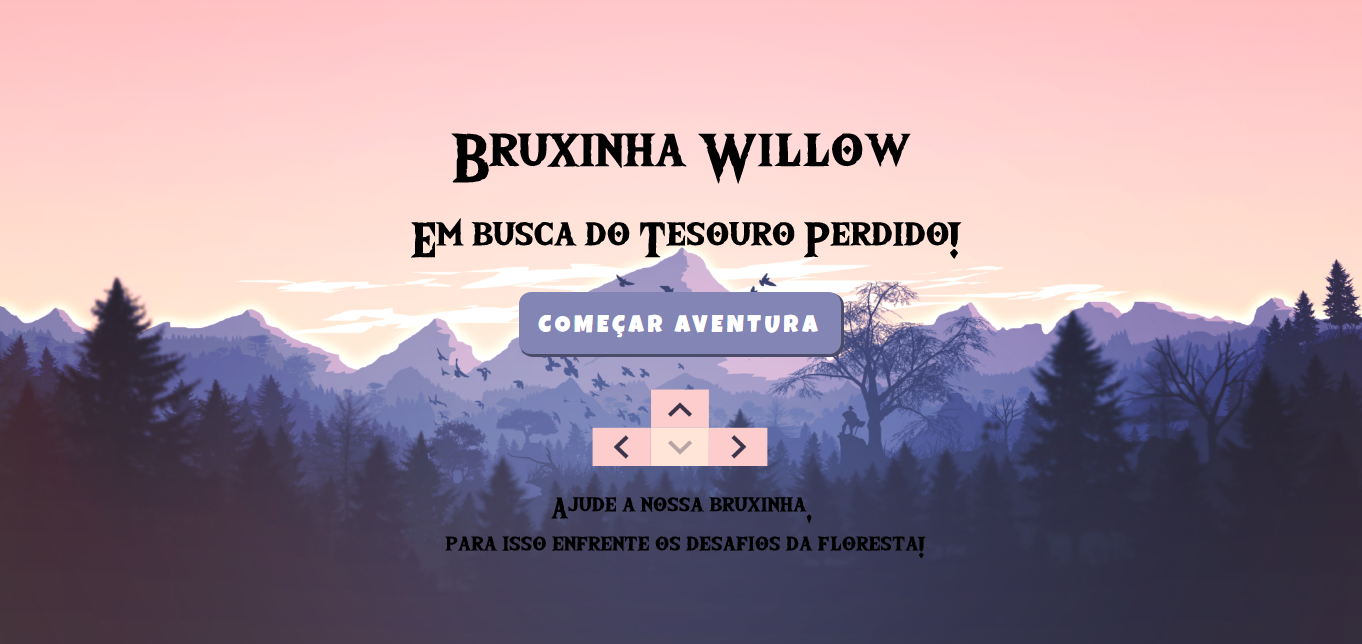 Bruxinha Willow
Em busca do Tesouro Perdido!
COMEÇAR AVENTURA
Ajude a nossa bruxinha,
para isso enfrente os desafios da floresta!